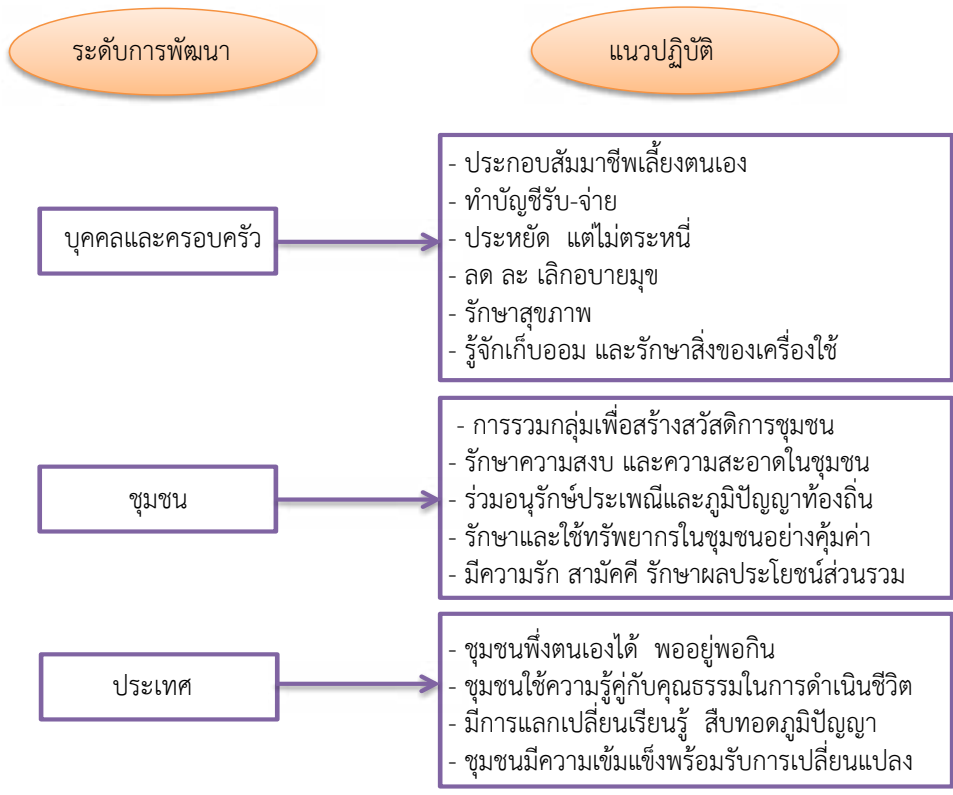 ระดับการพัฒนา
แนวปฏิบัติ
บุคคลและครอบครัว
- ประกอบสัมมาชีพเลี้ยงตนเอง
- ทำบัญชีรับ-จ่าย
- ประหยัด แต่ไม่ตระหนี่
- ลด ละ เลิกอบายมุข
- รักษาสุขภาพ
- รู้จักเก็บออม และรักษาสิ่งของเครื่องใช้
ชุมชน
- การรวมกลุ่มเพื่อสร้างสวัสดิการชุมชน
- รักษาความสงบ และความสะอาดในชุมชน
- ร่วมอนุรักษ์ประเพณีและภูมิปัญญาท้องถิ่น
- รักษาและใช้ทรัพยากรในชุมชนอย่างคุ้มค่า
- มีความรัก สามัคคี รักษาผลประโยชน์ส่วนรวม
ประเทศ
- ชุมชนพึ่งตนเองได้ พออยู่พอกิน
- ชุมชนใช้ความรู้คู่กับคุณธรรมในการดำเนินชีวิต
- มีการแลกเปลี่ยนเรียนรู้ สืบทอดภูมิปัญญา
- ชุมชนมีความเข้มแข็งพร้อมรับการเปลี่ยนแปลง